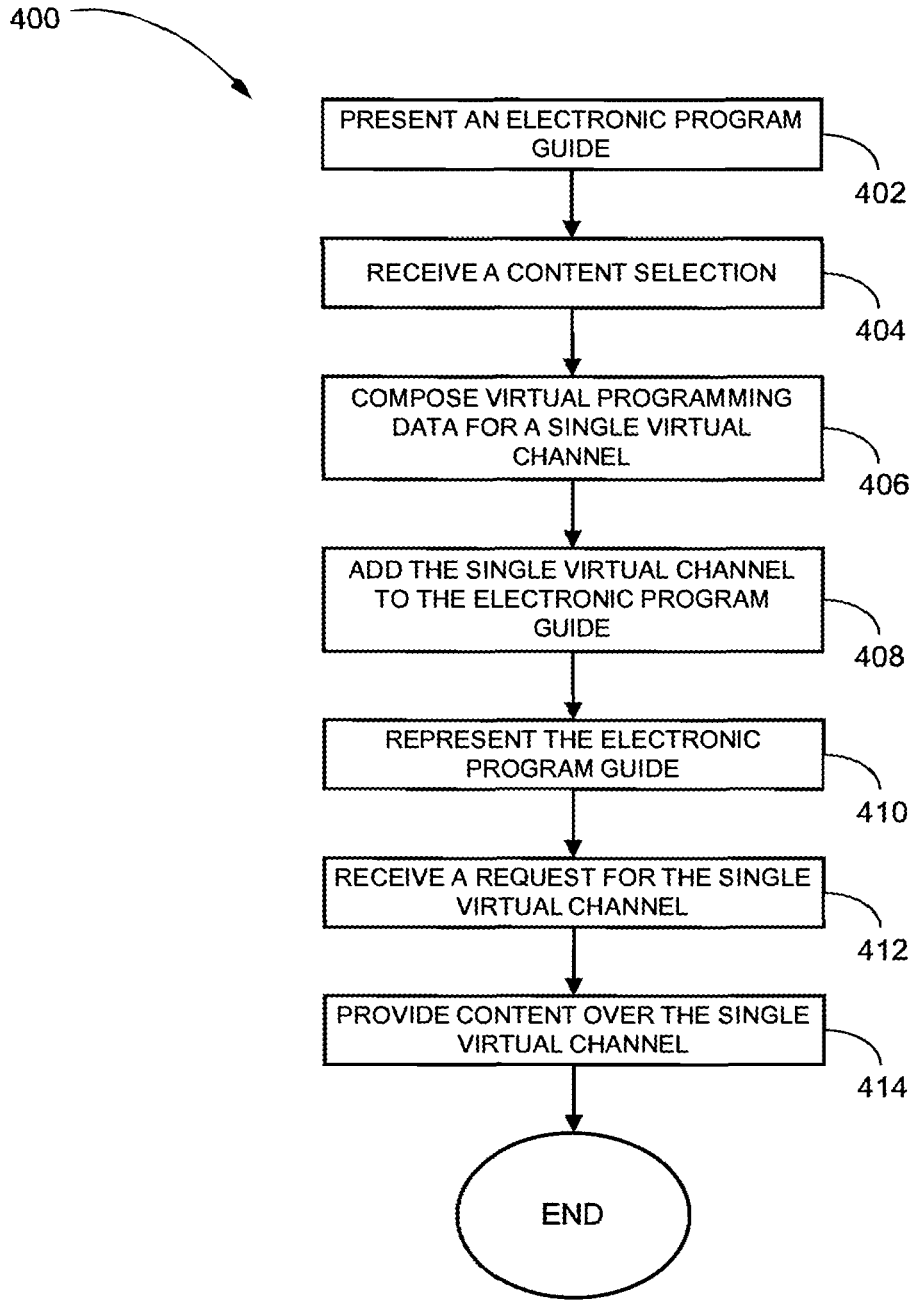 400
PRESENT AN ELECTRONIC PROGRAM
GUIDE
402
RECEIVE A CONTENT SELECTION
404
COMPOSE VIRTUAL PROGRAMMING
DATA FOR A SINGLE VIRTUAL
CHANNEL
406
ADD THE SINGLE VIRTUAL CHANNEL
TO THE ELECTRONIC PROGRAM
GUIDE
408
REPRESENT THE ELECTRONIC
PROGRAM GUIDE
410
RECEIVE A REQUEST FOR THE SINGLE
VIRTUAL CHANNEL
412
PROVIDE CONTENT OVER THE SINGLE
VIRTUAL CHANNEL
414
END